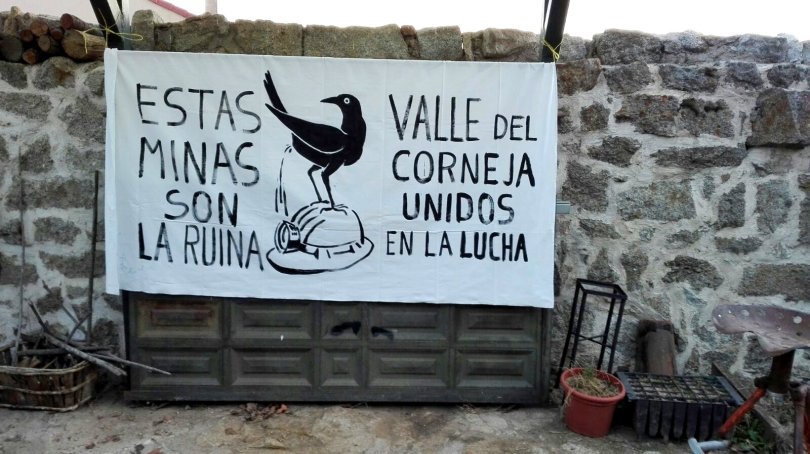 ESTAS
MINAS
SON
LA RUINA
VALLE DEL
CORNEJA
UNIDOS
EN LA LUCHA